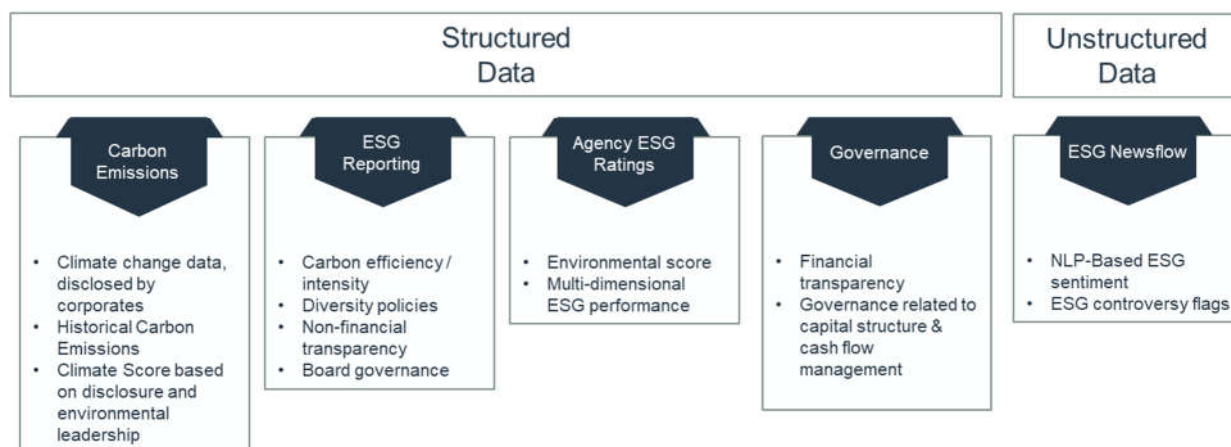 Structured
Data
Unstructured
Data
Carbon
Emissions
• Climate change data,
disclosed by
corporates
• Historical Carbon
Emissions
• Climate Score based
on disclosure and
environmental
leadership
ESG
Reporting
• Carbon efficiency /
intensity
• Diversity policies
• Non-financial
transparency
• Board governance
Agency ESG
Ratings
• Environmental score
• Multi-dimensional
ESG performance
Governance
• Financial
transparency
• Governance related to
capital structure &
cash flow
management
ESG Newsflow
• NLP-Based ESG
sentiment
• ESG controversy flags